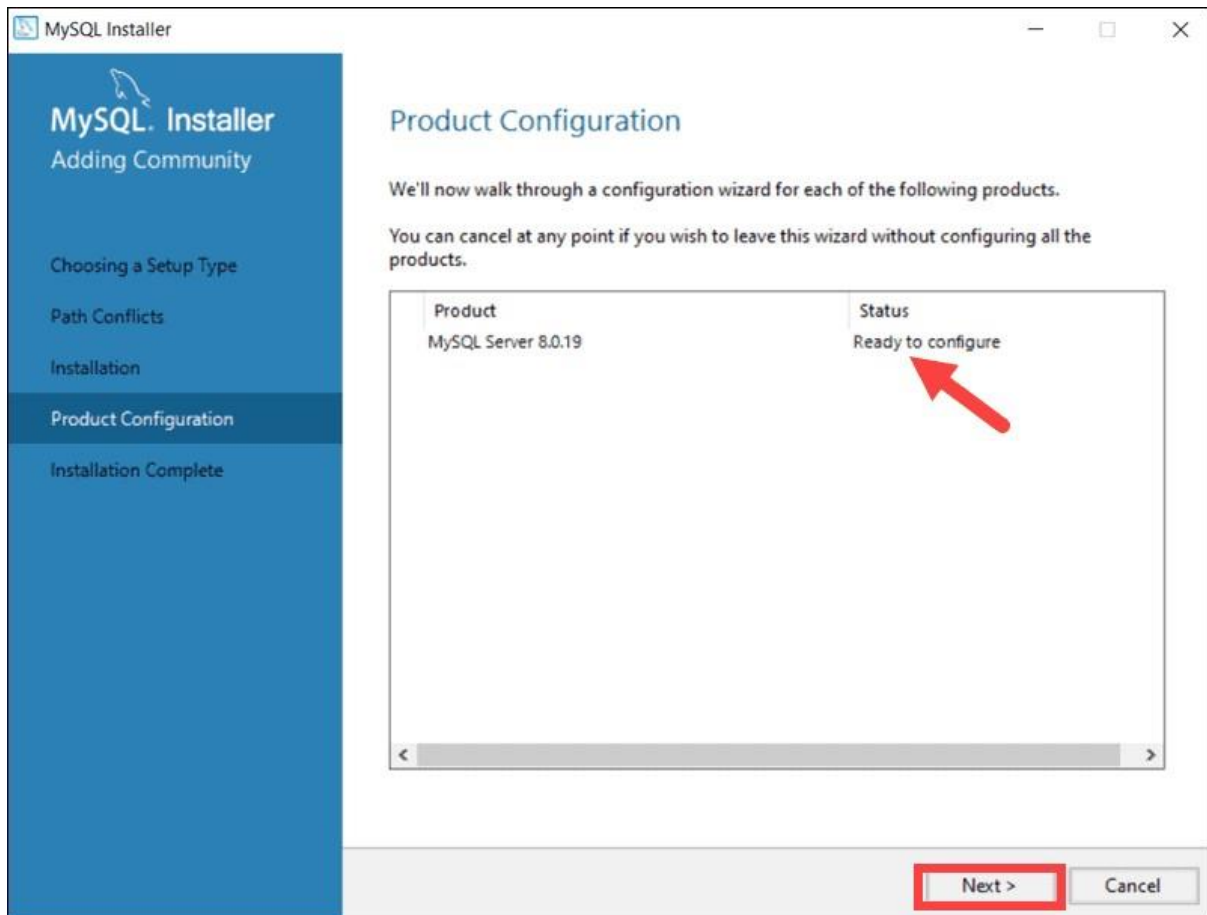 MySQL Installer
MySQL. Installer
Adding Community
Choosing a Setup Type
Path Conflicts
Installation
Product Configuration
Installation Complete
Product Configuration
We'll now walk through a configuration wizard for each of the following products.
You can cancel at any point if you wish to leave this wizard without configuring all the
products.
Product Status
MySQL Server 8.0.19 Ready to configure
Next > Cancel